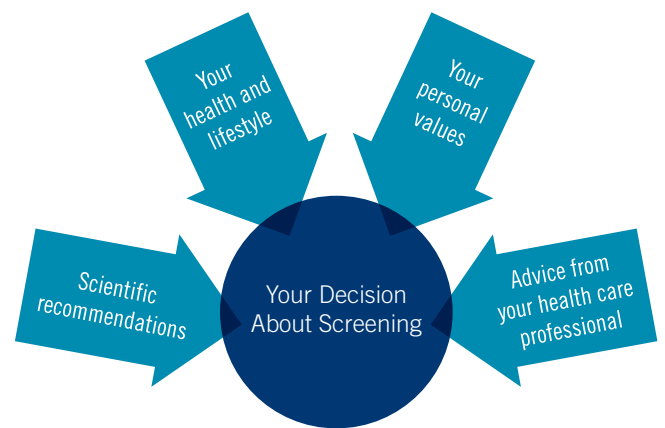 Your
health and
lifestyle
Your
personal
values
Scientific
recommendations
Your Decision
About Screening
Advice from
your health care
professional